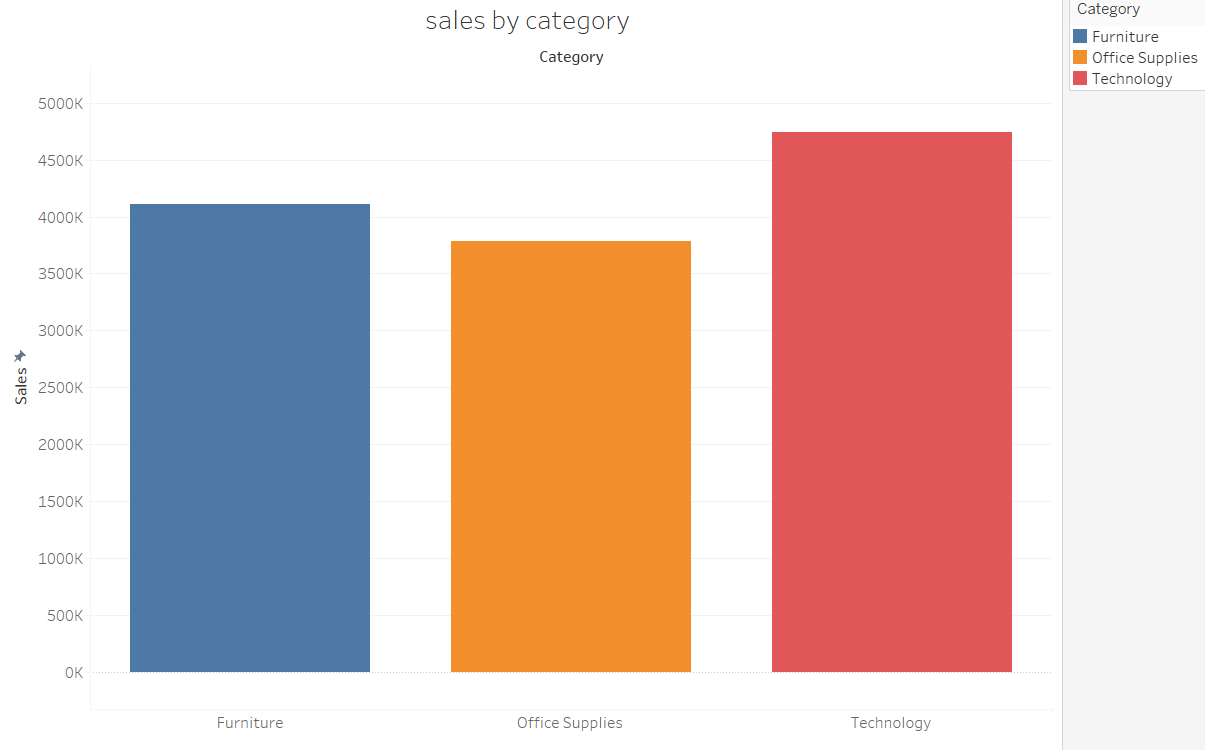 sales by category
Category
5000K
4500K
4000K
3500K
3000K
2500K
2000K
1500K
1000K
500K
0K
Sales
Furniture
Office Supplies
Technology
Category
Furniture
Office Supplies
Technology